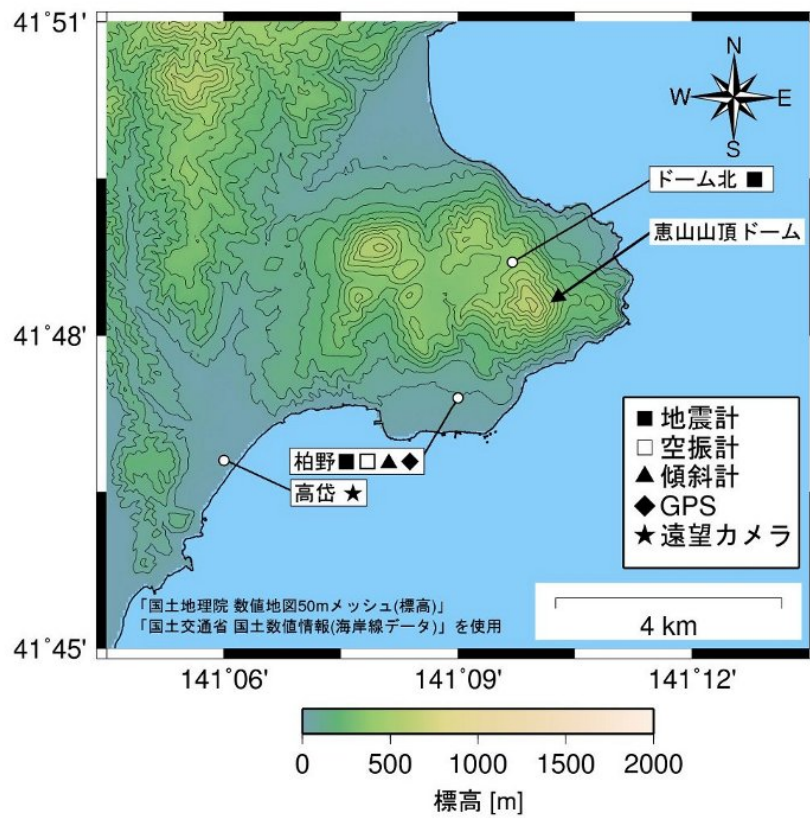 41°51'
N
W E
S
ドーム北 ■
恵山山頂ドーム
41°48'
■ 地震計
□ 空振計
▲ 傾斜計
◆ GPS
★ 遠望カメラ
柏野 ■ □ ▲ ◆
高岱 ★
「国土地理院 数値地図50mメッシュ(標高)」
「国土交通省 国土数値情報(海岸線データ)」を使用
4 km
41°45'
141°06' 141°09' 141°12'
0 500 1000 1500 2000
標高 [m]